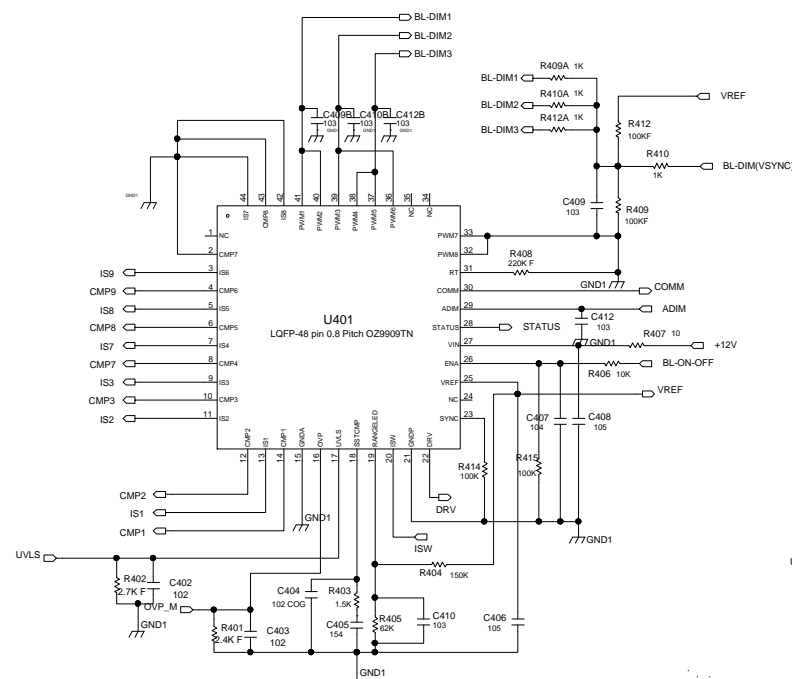 BL-DIM1
BL-DIM2
BL-DIM3
C409B
103
GND1
C410B
103
GND1
C412B
103
GND1
R409A 1K
BL-DIM1
R410A 1K
BL-DIM2
R412A 1K
BL-DIM3
VREF
R412
100KF
R410
1K
BL-DIM(VSYNC)
C409
103
R409
100KF
GND1
44 43 42 41 40 39 38 37 36 35 34
IS7 CMP8 IS8 PWM1 PWM2 PWM3 PWM4 PWM5 PWM6 NC NC
1 NC
2 CMP7
IS9 3 IS6
CMP9 4 CMP6
IS8 5 IS5
CMP8 6 CMP5
IS7 7 IS4
CMP7 8 CMP4
IS3 9 IS3
CMP3 10 CMP3
IS2 11 IS2
U401
LQFP-48 pin 0.8 Pitch OZ9909TN
PWM7 33
PWM8 32
RT 31
R408
220K F
GND1
COMM 30 COMM
ADIM 29 ADIM
STATUS 28 STATUS
C412
103
GND1
VIN 27
R407 10
+12V
ENA 26
R406 10K
BL-ON-OFF
VREF 25
VREF
NC 24
SYNC 23
CMP2 IS1 CMP1 GNDA OVP UVLS SSTCMP RANGELED ISW GNDP DRV
12 13 14 15 16 17 18 19 20 21 22
C407
104
C408
105
R414
100K
R415
100K
GND1
CMP2
IS1
CMP1
GND1
DRV
ISW
UVLS
R402
2.7K F
C402
102
GND1
OVP_M
R401
2.4K F
C403
102
C404
102 COG
R403
1.5K
C405
154
R404 150K
R405
62K
C410
103
C406
105
GND1